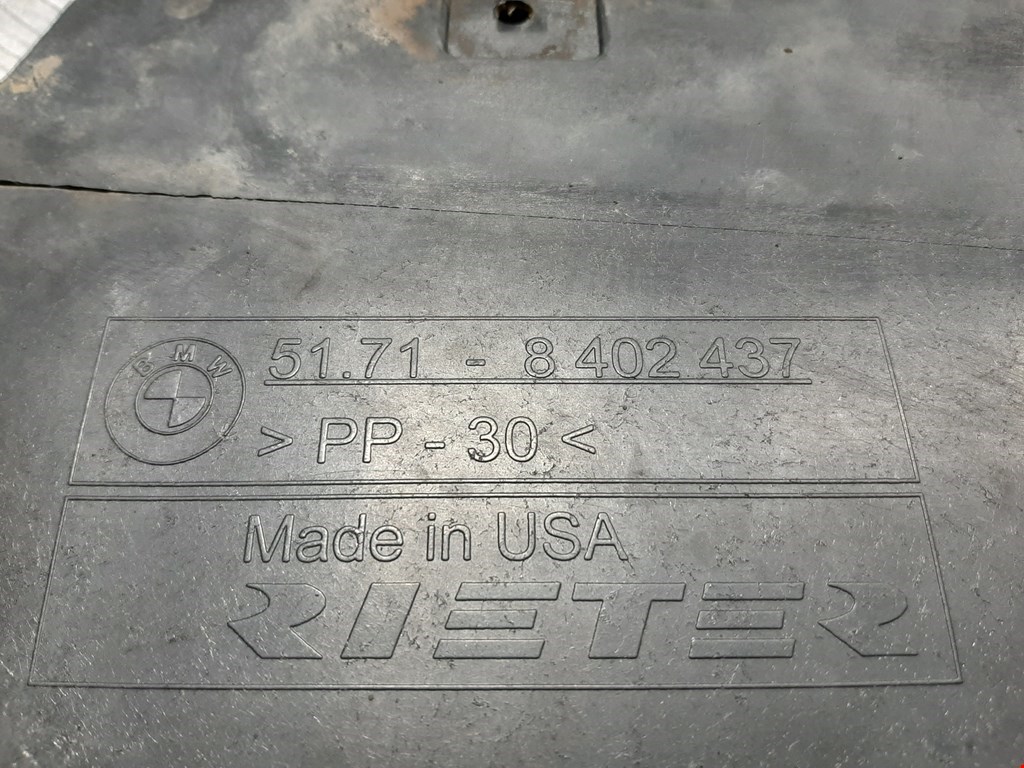 BMW
51.71 - 8 402 437
> PP - 30 <
Made in USA
RIETER